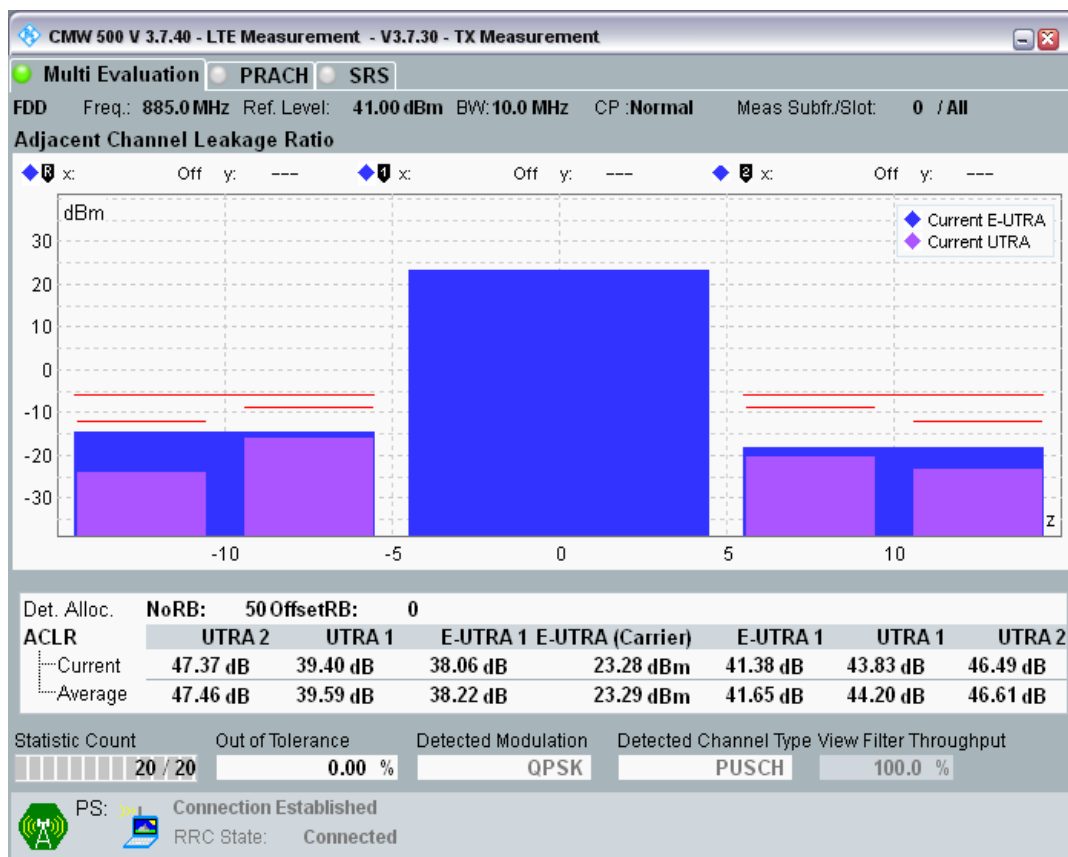 CMW 500 V 3.7.40 - LTE Measurement - V3.7.30 - TX Measurement
Multi Evaluation PRACH SRS
FDD Freq.: 885.0 MHz Ref. Level: 41.00 dBm BW: 10.0 MHz CP :Normal Meas Subfr./Slot: 0 / All
Adjacent Channel Leakage Ratio
R x: Off y: --- 1 x: Off y: --- 2 x: Off y: ---
dBm
Current E-UTRA
Current UTRA
30
20
10
0
-10
-20
-30
z
-10 -5 0 5 10
Det. Alloc. NoRB: 50 OffsetRB: 0
ACLR UTRA 2 UTRA 1 E-UTRA 1 E-UTRA (Carrier) E-UTRA 1 UTRA 1 UTRA 2
Current 47.37 dB 39.40 dB 38.06 dB 23.28 dBm 41.38 dB 43.83 dB 46.49 dB
Average 47.46 dB 39.59 dB 38.22 dB 23.29 dBm 41.65 dB 44.20 dB 46.61 dB
Statistic Count Out of Tolerance Detected Modulation Detected Channel Type View Filter Throughput
20 / 20 0.00 % QPSK PUSCH 100.0 %
PS: Connection Established
RRC State: Connected